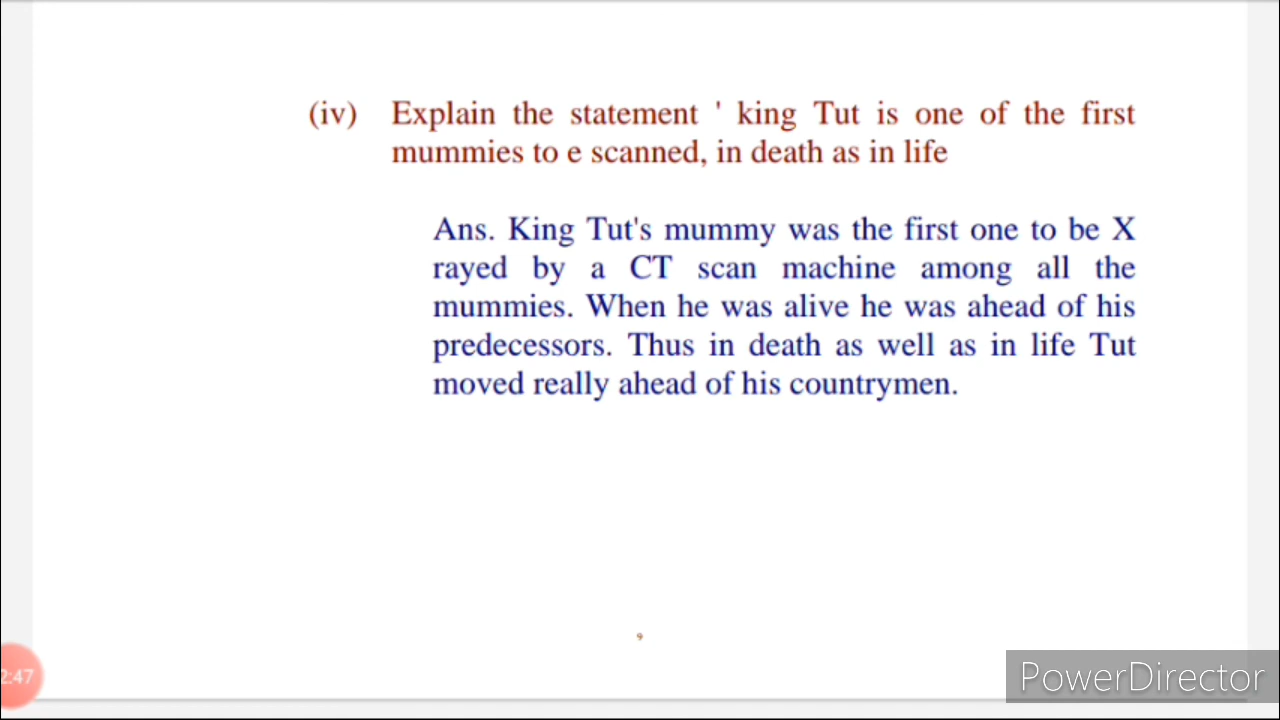 (iv) Explain the statement ' king Tut is one of the first
mummies to e scanned, in death as in life
Ans. King Tut's mummy was the first one to be X
rayed by a CT scan machine among all the
mummies. When he was alive he was ahead of his
predecessors. Thus in death as well as in life Tut
moved really ahead of his countrymen.
9
2:47
PowerDirector